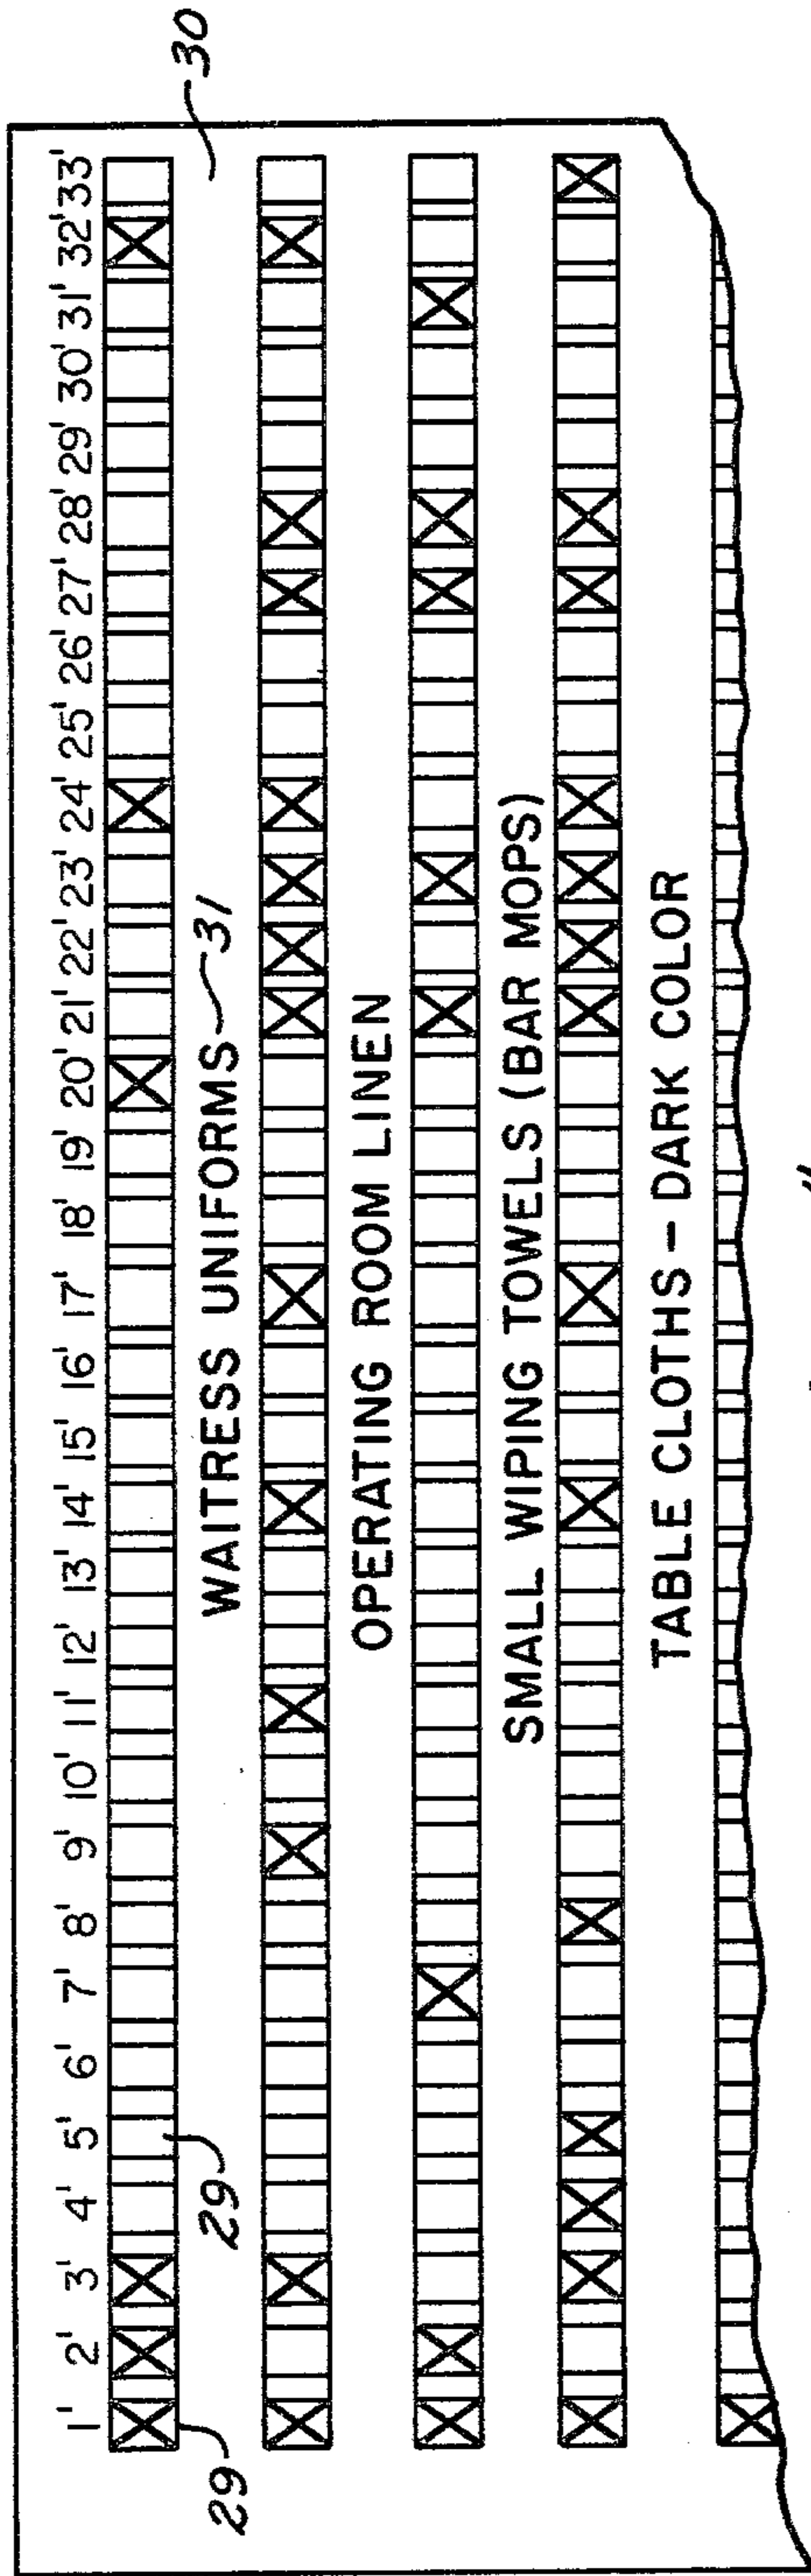 1' 2' 3' 4' 5' 6' 7' 8' 9' 10' 11' 12' 13' 14' 15' 16' 17' 18' 19' 20' 21' 22' 23' 24' 25' 26' 27' 28' 29' 30' 31' 32' 33'
30
29
29
WAITRESS UNIFORMS 31
OPERATING ROOM LINEN
SMALL WIPING TOWELS (BAR MOPS)
TABLE CLOTHS - DARK COLOR